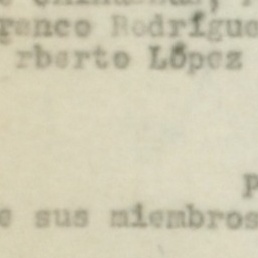 renco Rodrígue
rberto López
P
e sus miembros